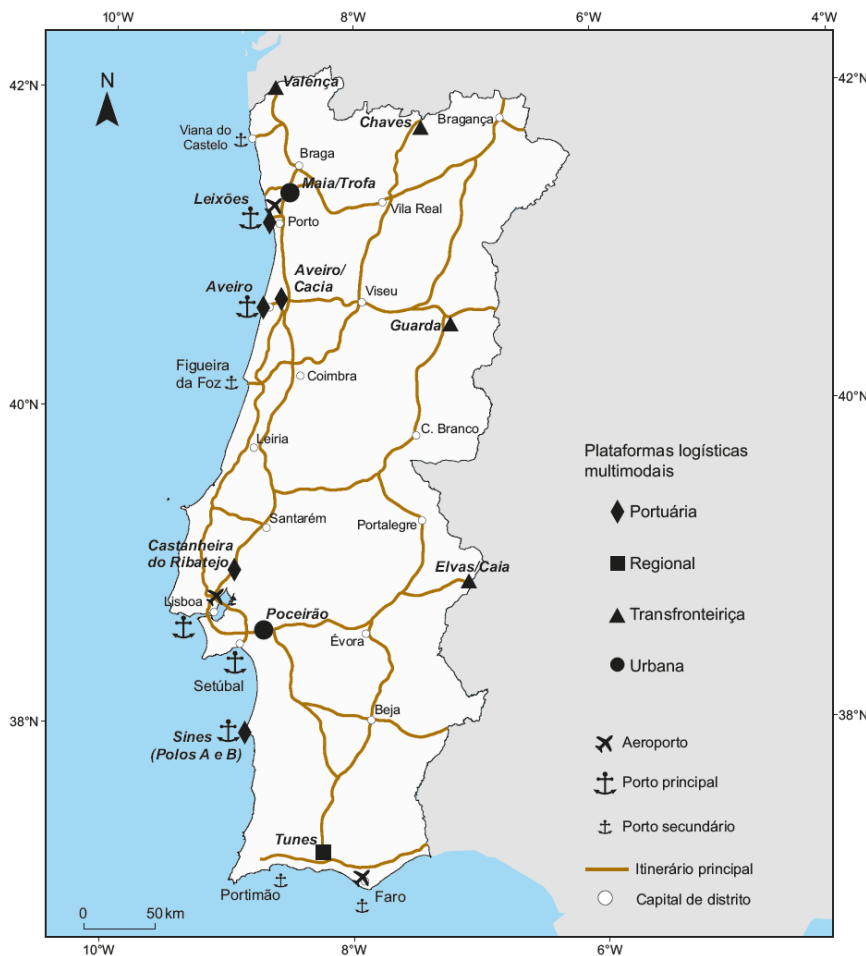 10°W
8°W
6°W
4°W
42°N
42°N
N
Valença
Chaves
Bragança
Viana do
Castelo
Braga
Maia/Trofa
Leixões
Vila Real
Porto
Aveiro/
Cacia
Aveiro
Viseu
Guarda
Figueira
da Foz
Coimbra
40°N
40°N
C. Branco
Leiria
Plataformas logísticas
multimodais
Portuária
Regional
Transfronteiriça
Urbana
Santarém
Portalegre
Castanheira
do Ribatejo
Elvas/Caia
Lisboa
Poceirão
Évora
Setúbal
38°N
38°N
Beja
Sines
(Polos A e B)
Aeroporto
Porto principal
Porto secundário
Itinerário principal
Capital de distrito
Tunes
Portimão
Faro
0
50 km
10°W
8°W
6°W